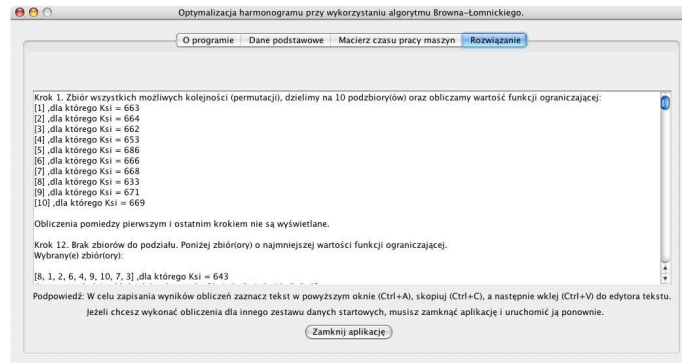 Optymalizacja harmonogramu przy wykorzystaniu algorytmu Browna-Łomnickiego.
O programie Dane podstawowe Macierz czasu pracy maszyn Rozwiązanie
Krok 1. Zbiór wszystkich możliwych kolejności (permutacji), dzielimy na 10 podzbiory(ów) oraz obliczamy wartość funkcji ograniczającej:
[1] ,dla którego Ksi = 663
[2] ,dla którego Ksi = 664
[3] ,dla którego Ksi = 662
[4] ,dla którego Ksi = 653
[5] ,dla którego Ksi = 686
[6] ,dla którego Ksi = 666
[7] ,dla którego Ksi = 668
[8] ,dla którego Ksi = 633
[9] ,dla którego Ksi = 671
[10] ,dla którego Ksi = 669
Obliczenia pomiedzy pierwszym i ostatnim krokiem nie są wyświetlane.
Krok 12. Brak zbiorów do podziału. Poniżej zbiór(ory) o najmniejszej wartości funkcji ograniczającej.
Wybrany(e) zbiór(ory):
[8, 1, 2, 6, 4, 9, 10, 7, 3] ,dla którego Ksi = 643
Podpowiedź: W celu zapisania wyników obliczeń zaznacz tekst w powyższym oknie (Ctrl+A), skopiuj (Ctrl+C), a następnie wklej (Ctrl+V) do edytora tekstu.
Jeżeli chcesz wykonać obliczenia dla innego zestawu danych startowych, musisz zamknąć aplikację i uruchomić ją ponownie.
Zamknij aplikację